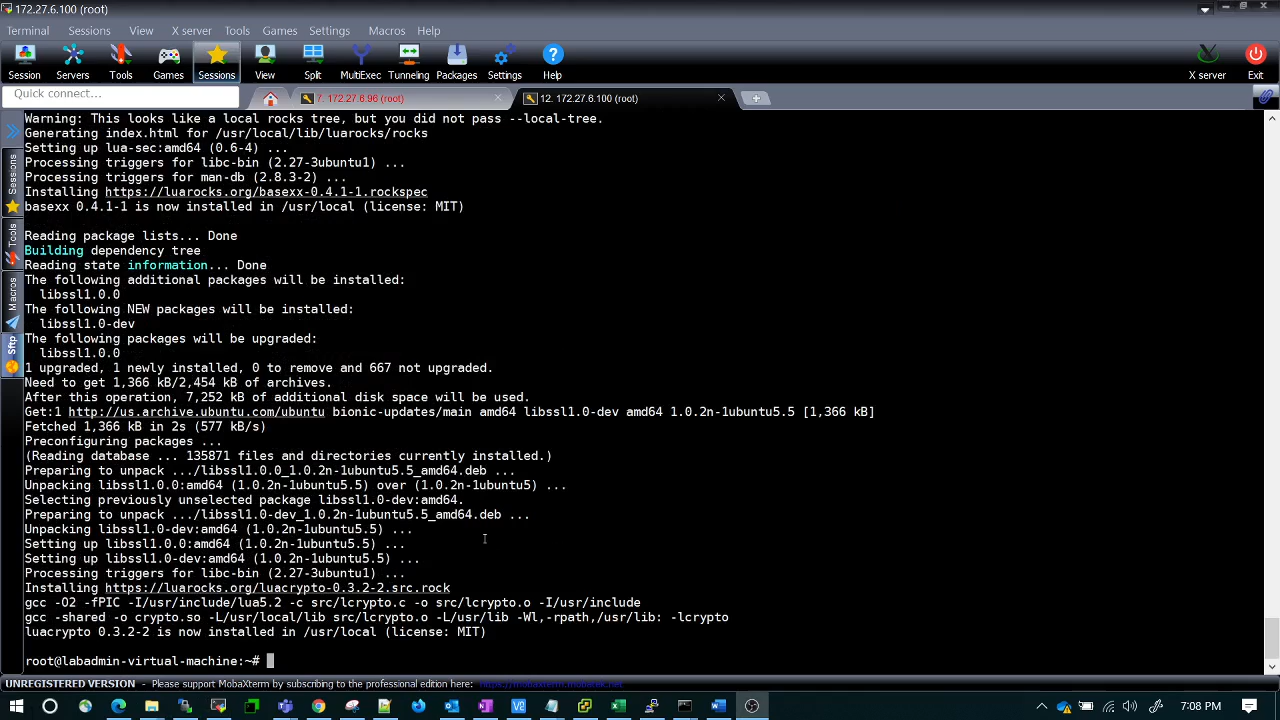 172.27.6.100 (root)
Terminal Sessions View X server Tools Games Settings Macros Help
Session Servers Tools Games Sessions View Split MultiExec Tunneling Packages Settings Help X server Exit
Quick connect...
7. 172.27.6.96 (root)
12. 172.27.6.100 (root)
Sessions
Tools
Macros
Sftp
Warning: This looks like a local rocks tree, but you did not pass --local-tree.
Generating index.html for /usr/local/lib/luarocks/rocks
Setting up lua-sec:amd64 (0.6-4) ...
Processing triggers for libc-bin (2.27-3ubuntu1) ...
Processing triggers for man-db (2.8.3-2) ...
Installing https://luarocks.org/basexx-0.4.1-1.rockspec
basexx 0.4.1-1 is now installed in /usr/local (license: MIT)
Reading package lists... Done
Building dependency tree
Reading state information... Done
The following additional packages will be installed:
libssl1.0.0
The following NEW packages will be installed:
libssl1.0-dev
The following packages will be upgraded:
libssl1.0.0
1 upgraded, 1 newly installed, 0 to remove and 667 not upgraded.
Need to get 1,366 kB/2,454 kB of archives.
After this operation, 7,252 kB of additional disk space will be used.
Get:1 http://us.archive.ubuntu.com/ubuntu bionic-updates/main amd64 libssl1.0-dev amd64 1.0.2n-1ubuntu5.5 [1,366 kB]
Fetched 1,366 kB in 2s (577 kB/s)
Preconfiguring packages ...
(Reading database ... 135871 files and directories currently installed.)
Preparing to unpack .../libssl1.0.0_1.0.2n-1ubuntu5.5_amd64.deb ...
Unpacking libssl1.0.0:amd64 (1.0.2n-1ubuntu5.5) over (1.0.2n-1ubuntu5) ...
Selecting previously unselected package libssl1.0-dev:amd64.
Preparing to unpack .../libssl1.0-dev_1.0.2n-1ubuntu5.5_amd64.deb ...
Unpacking libssl1.0-dev:amd64 (1.0.2n-1ubuntu5.5) ...
Setting up libssl1.0.0:amd64 (1.0.2n-1ubuntu5.5) ...
Setting up libssl1.0-dev:amd64 (1.0.2n-1ubuntu5.5) ...
Processing triggers for libc-bin (2.27-3ubuntu1) ...
Installing https://luarocks.org/luacrypto-0.3.2-2.src.rock
gcc -O2 -fPIC -I/usr/include/lua5.2 -c src/lcrypto.c -o src/lcrypto.o -I/usr/include
gcc -shared -o crypto.so -L/usr/local/lib src/lcrypto.o -L/usr/lib -Wl,-rpath,/usr/lib: -lcrypto
luacrypto 0.3.2-2 is now installed in /usr/local (license: MIT)
root@labadmin-virtual-machine:~#
UNREGISTERED VERSION - Please support MobaXterm by subscribing to the professional edition here: https://mobaxterm.mobatek.net
7:08 PM